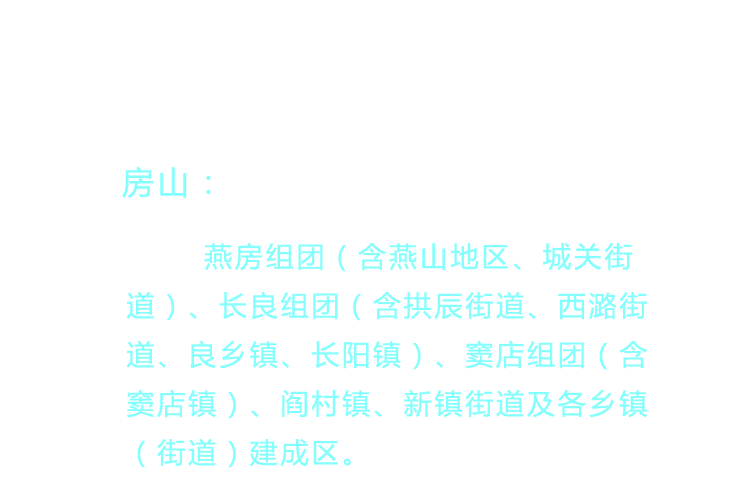 房山：
燕房组团（含燕山地区、城关街
道）、长良组团（含拱辰街道、西潞街
道、良乡镇、长阳镇）、窦店组团（含
窦店镇）、阎村镇、新镇街道及各乡镇
（街道）建成区。